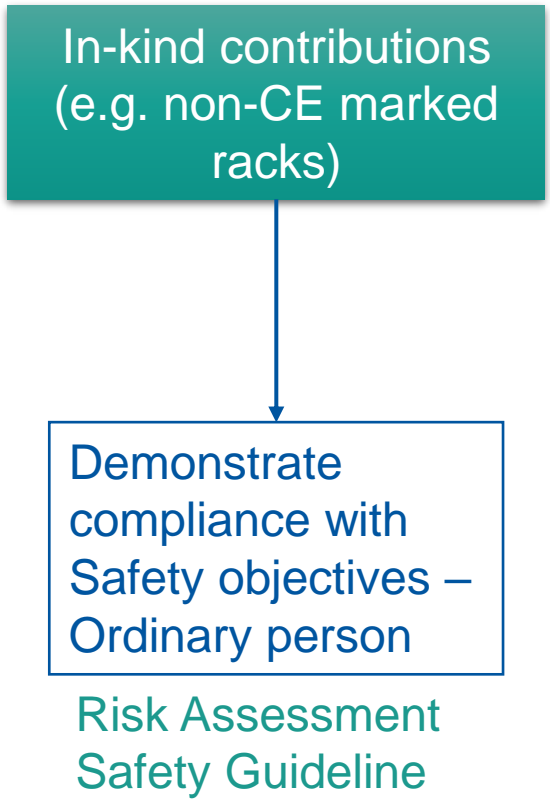 In-kind contributions
(e.g. non-CE marked
racks)
Demonstrate
compliance with
Safety objectives –
Ordinary person
Risk Assessment
Safety Guideline